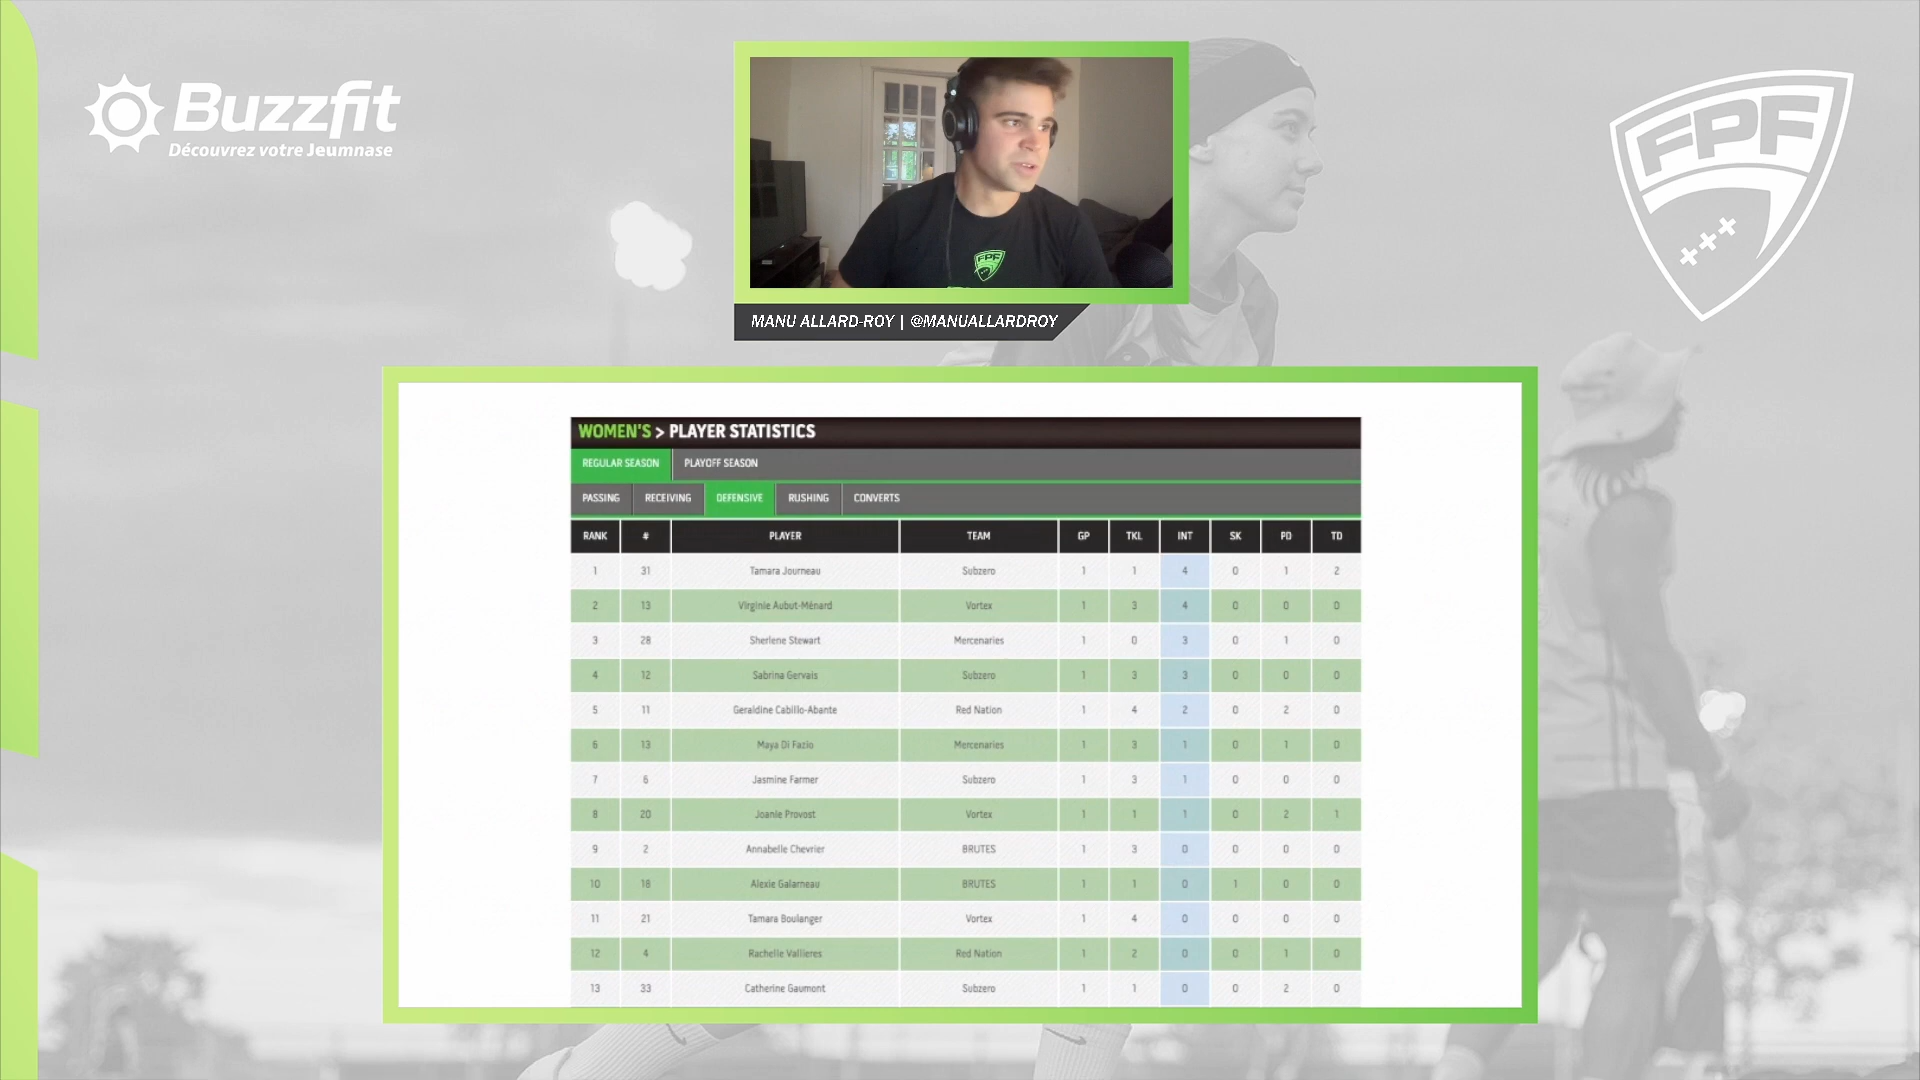 Buzzfit
Découvrez votre Jeumnase
FPF
FPF
MANU ALLARD-ROY | @MANUALLARDROY
WOMEN'S > PLAYER STATISTICS
REGULAR SEASON PLAYOFF SEASON
PASSING RECEIVING DEFENSIVE RUSHING CONVERTS
RANK # PLAYER TEAM GP TKL INT SK PD TD
1 31 Tamara Journeau Subzero 1 1 4 0 1 2
2 13 Virginie Aubut-Ménard Vortex 1 3 4 0 0 0
3 28 Sherlene Stewart Mercenaries 1 0 3 0 1 0
4 12 Sabrina Gervais Subzero 1 3 3 0 0 0
5 11 Geraldine Cabillo-Abante Red Nation 1 4 2 0 2 0
6 13 Maya Di Fazio Mercenaries 1 3 1 0 1 0
7 6 Jasmine Farmer Subzero 1 3 1 0 0 0
8 20 Joanie Provost Vortex 1 1 1 0 2 1
9 2 Annabelle Chevrier BRUTES 1 3 0 0 0 0
10 18 Alexie Galarneau BRUTES 1 1 0 1 0 0
11 21 Tamara Boulanger Vortex 1 4 0 0 0 0
12 4 Rachelle Vallieres Red Nation 1 2 0 0 1 0
13 33 Catherine Gaumont Subzero 1 1 0 0 2 0